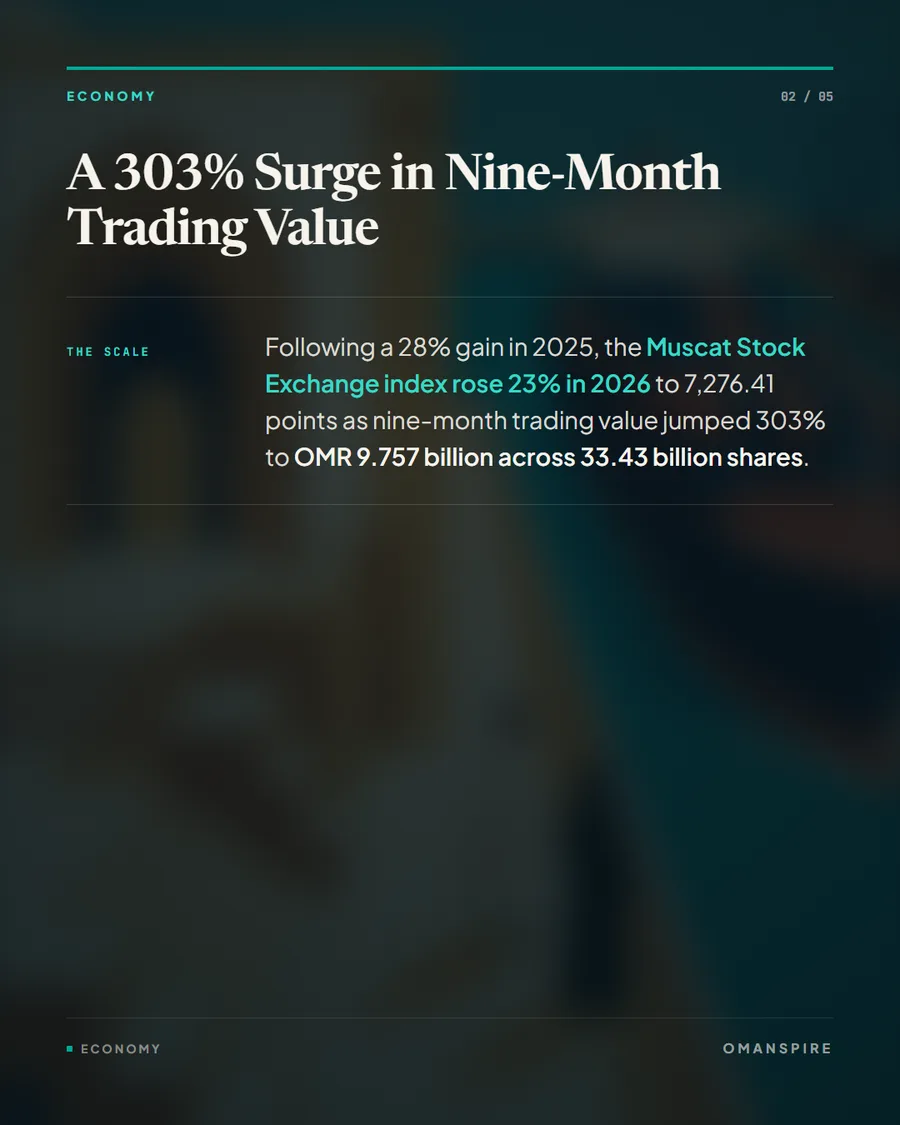 ECONOMY
02 / 05
A 303% Surge in Nine-Month
Trading Value
THE SCALE
Following a 28% gain in 2025, the Muscat Stock
Exchange index rose 23% in 2026 to 7,276.41
points as nine-month trading value jumped 303%
to OMR 9.757 billion across 33.43 billion shares.
ECONOMY
OMANSPIRE